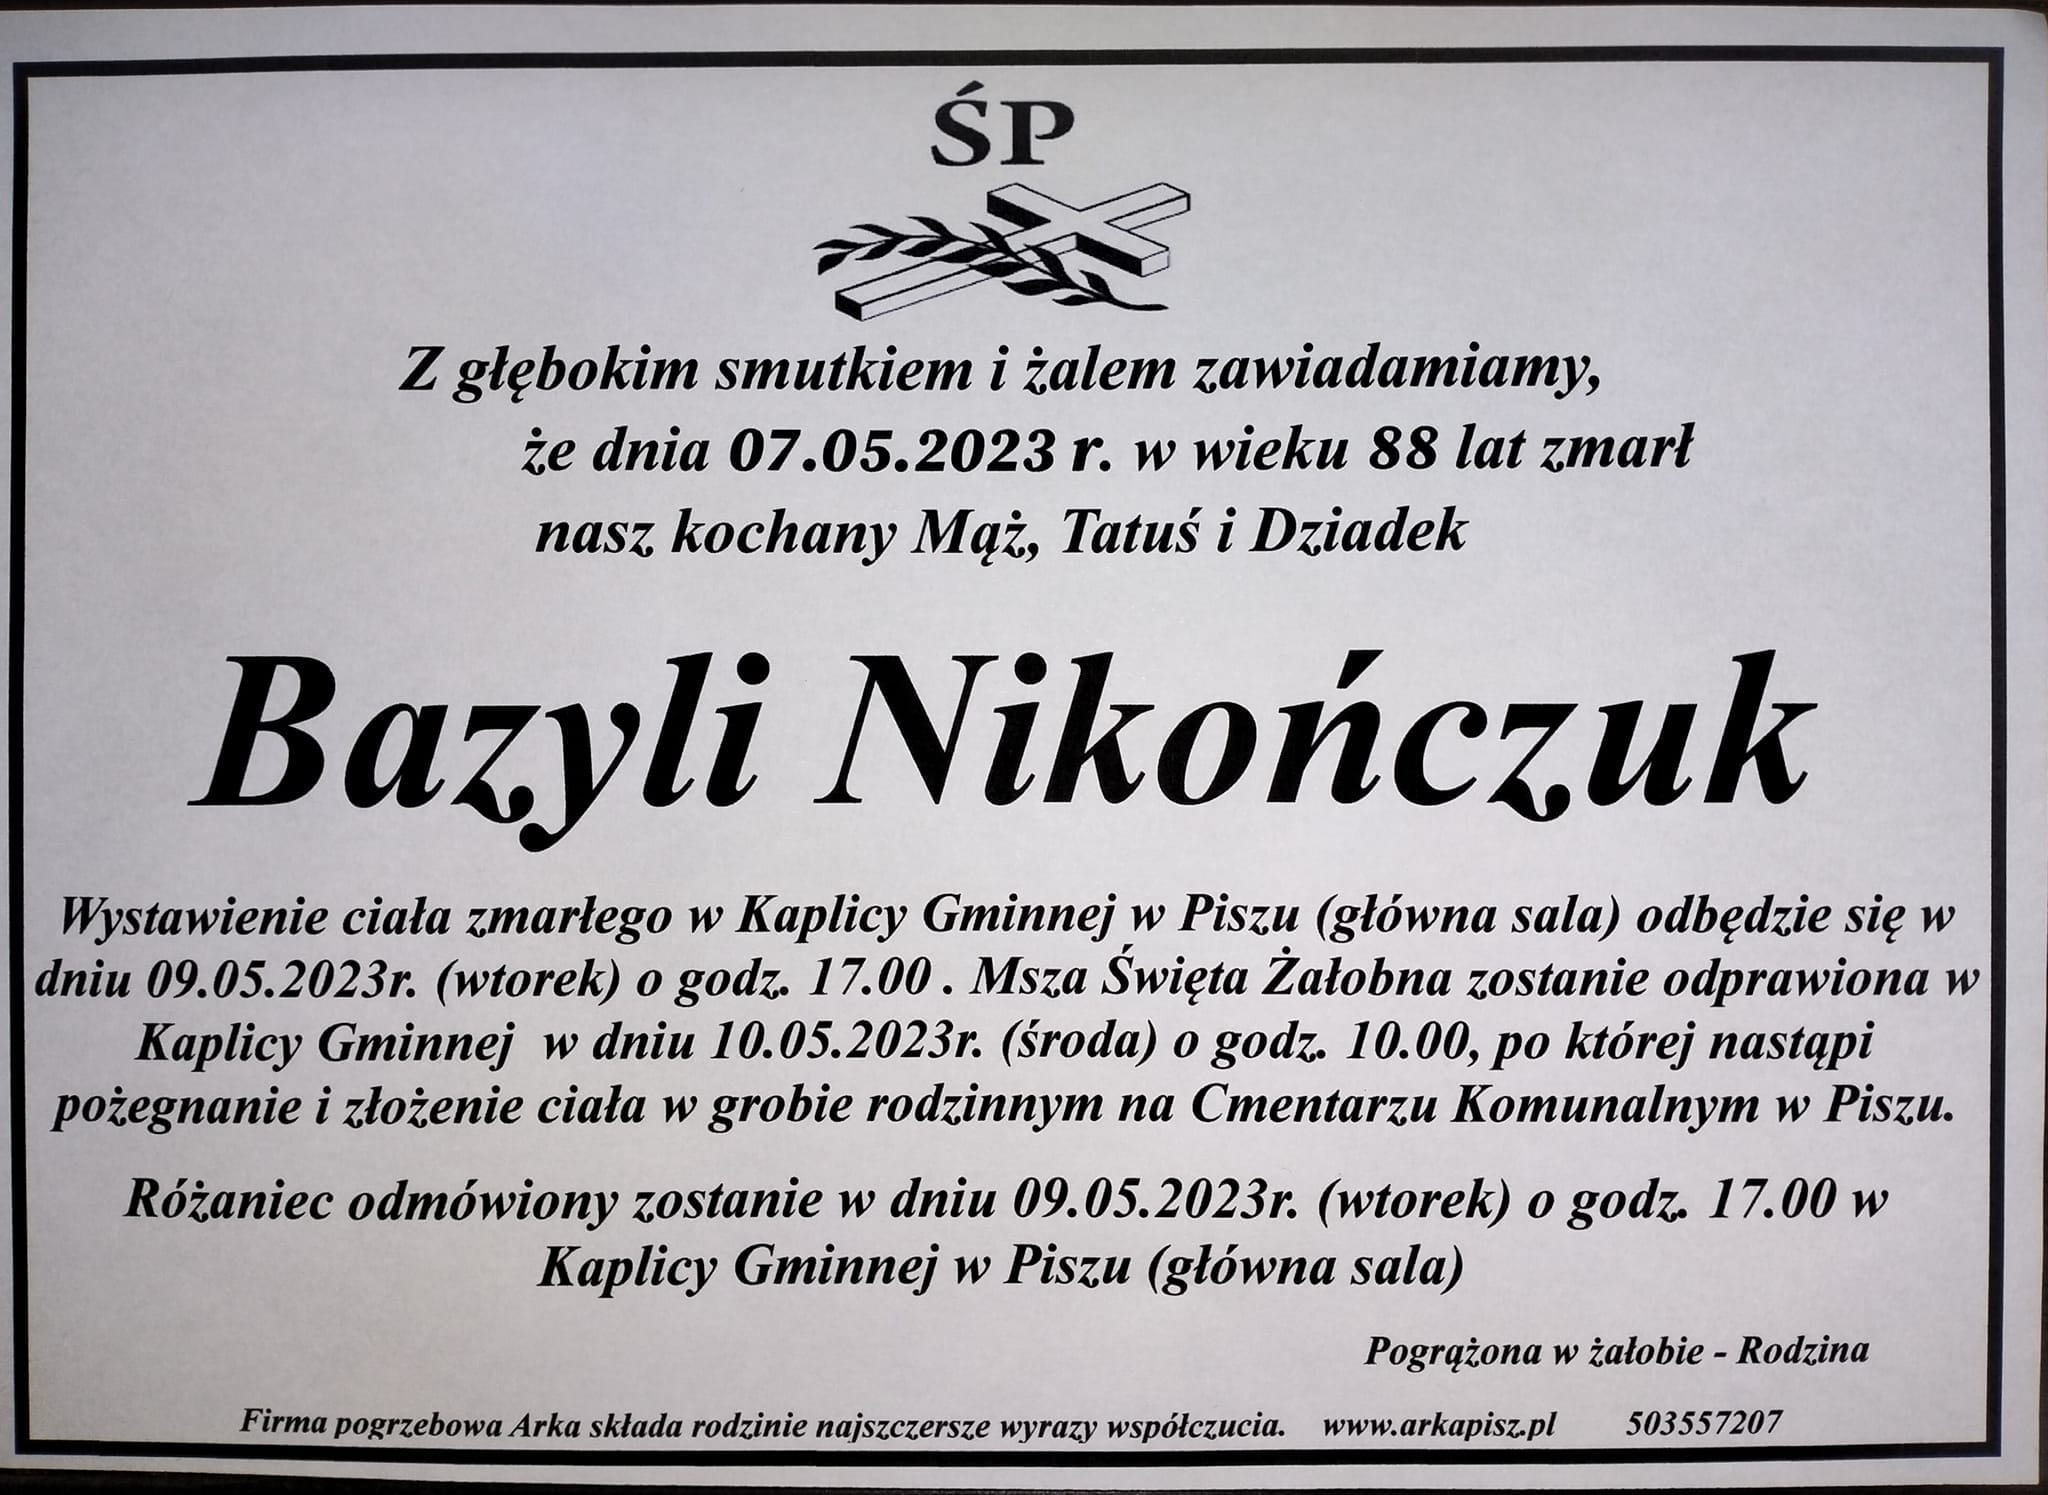 ŚP
Z głębokim smutkiem i żalem zawiadamiamy,
że dnia 07.05.2023 r. w wieku 88 lat zmarł
nasz kochany Mąż, Tatuś i Dziadek
Bazyli Nikończuk
Wystawienie ciała zmarłego w Kaplicy Gminnej w Piszu (główna sala) odbędzie się w
dniu 09.05.2023r. (wtorek) o godz. 17.00 . Msza Święta Żałobna zostanie odprawiona w
Kaplicy Gminnej w dniu 10.05.2023r. (środa) o godz. 10.00, po której nastąpi
pożegnanie i złożenie ciała w grobie rodzinnym na Cmentarzu Komunalnym w Piszu.
Różaniec odmówiony zostanie w dniu 09.05.2023r. (wtorek) o godz. 17.00 w
Kaplicy Gminnej w Piszu (główna sala)
Pogrążona w żałobie - Rodzina
Firma pogrzebowa Arka składa rodzinie najszczersze wyrazy współczucia. www.arkapisz.pl 503557207